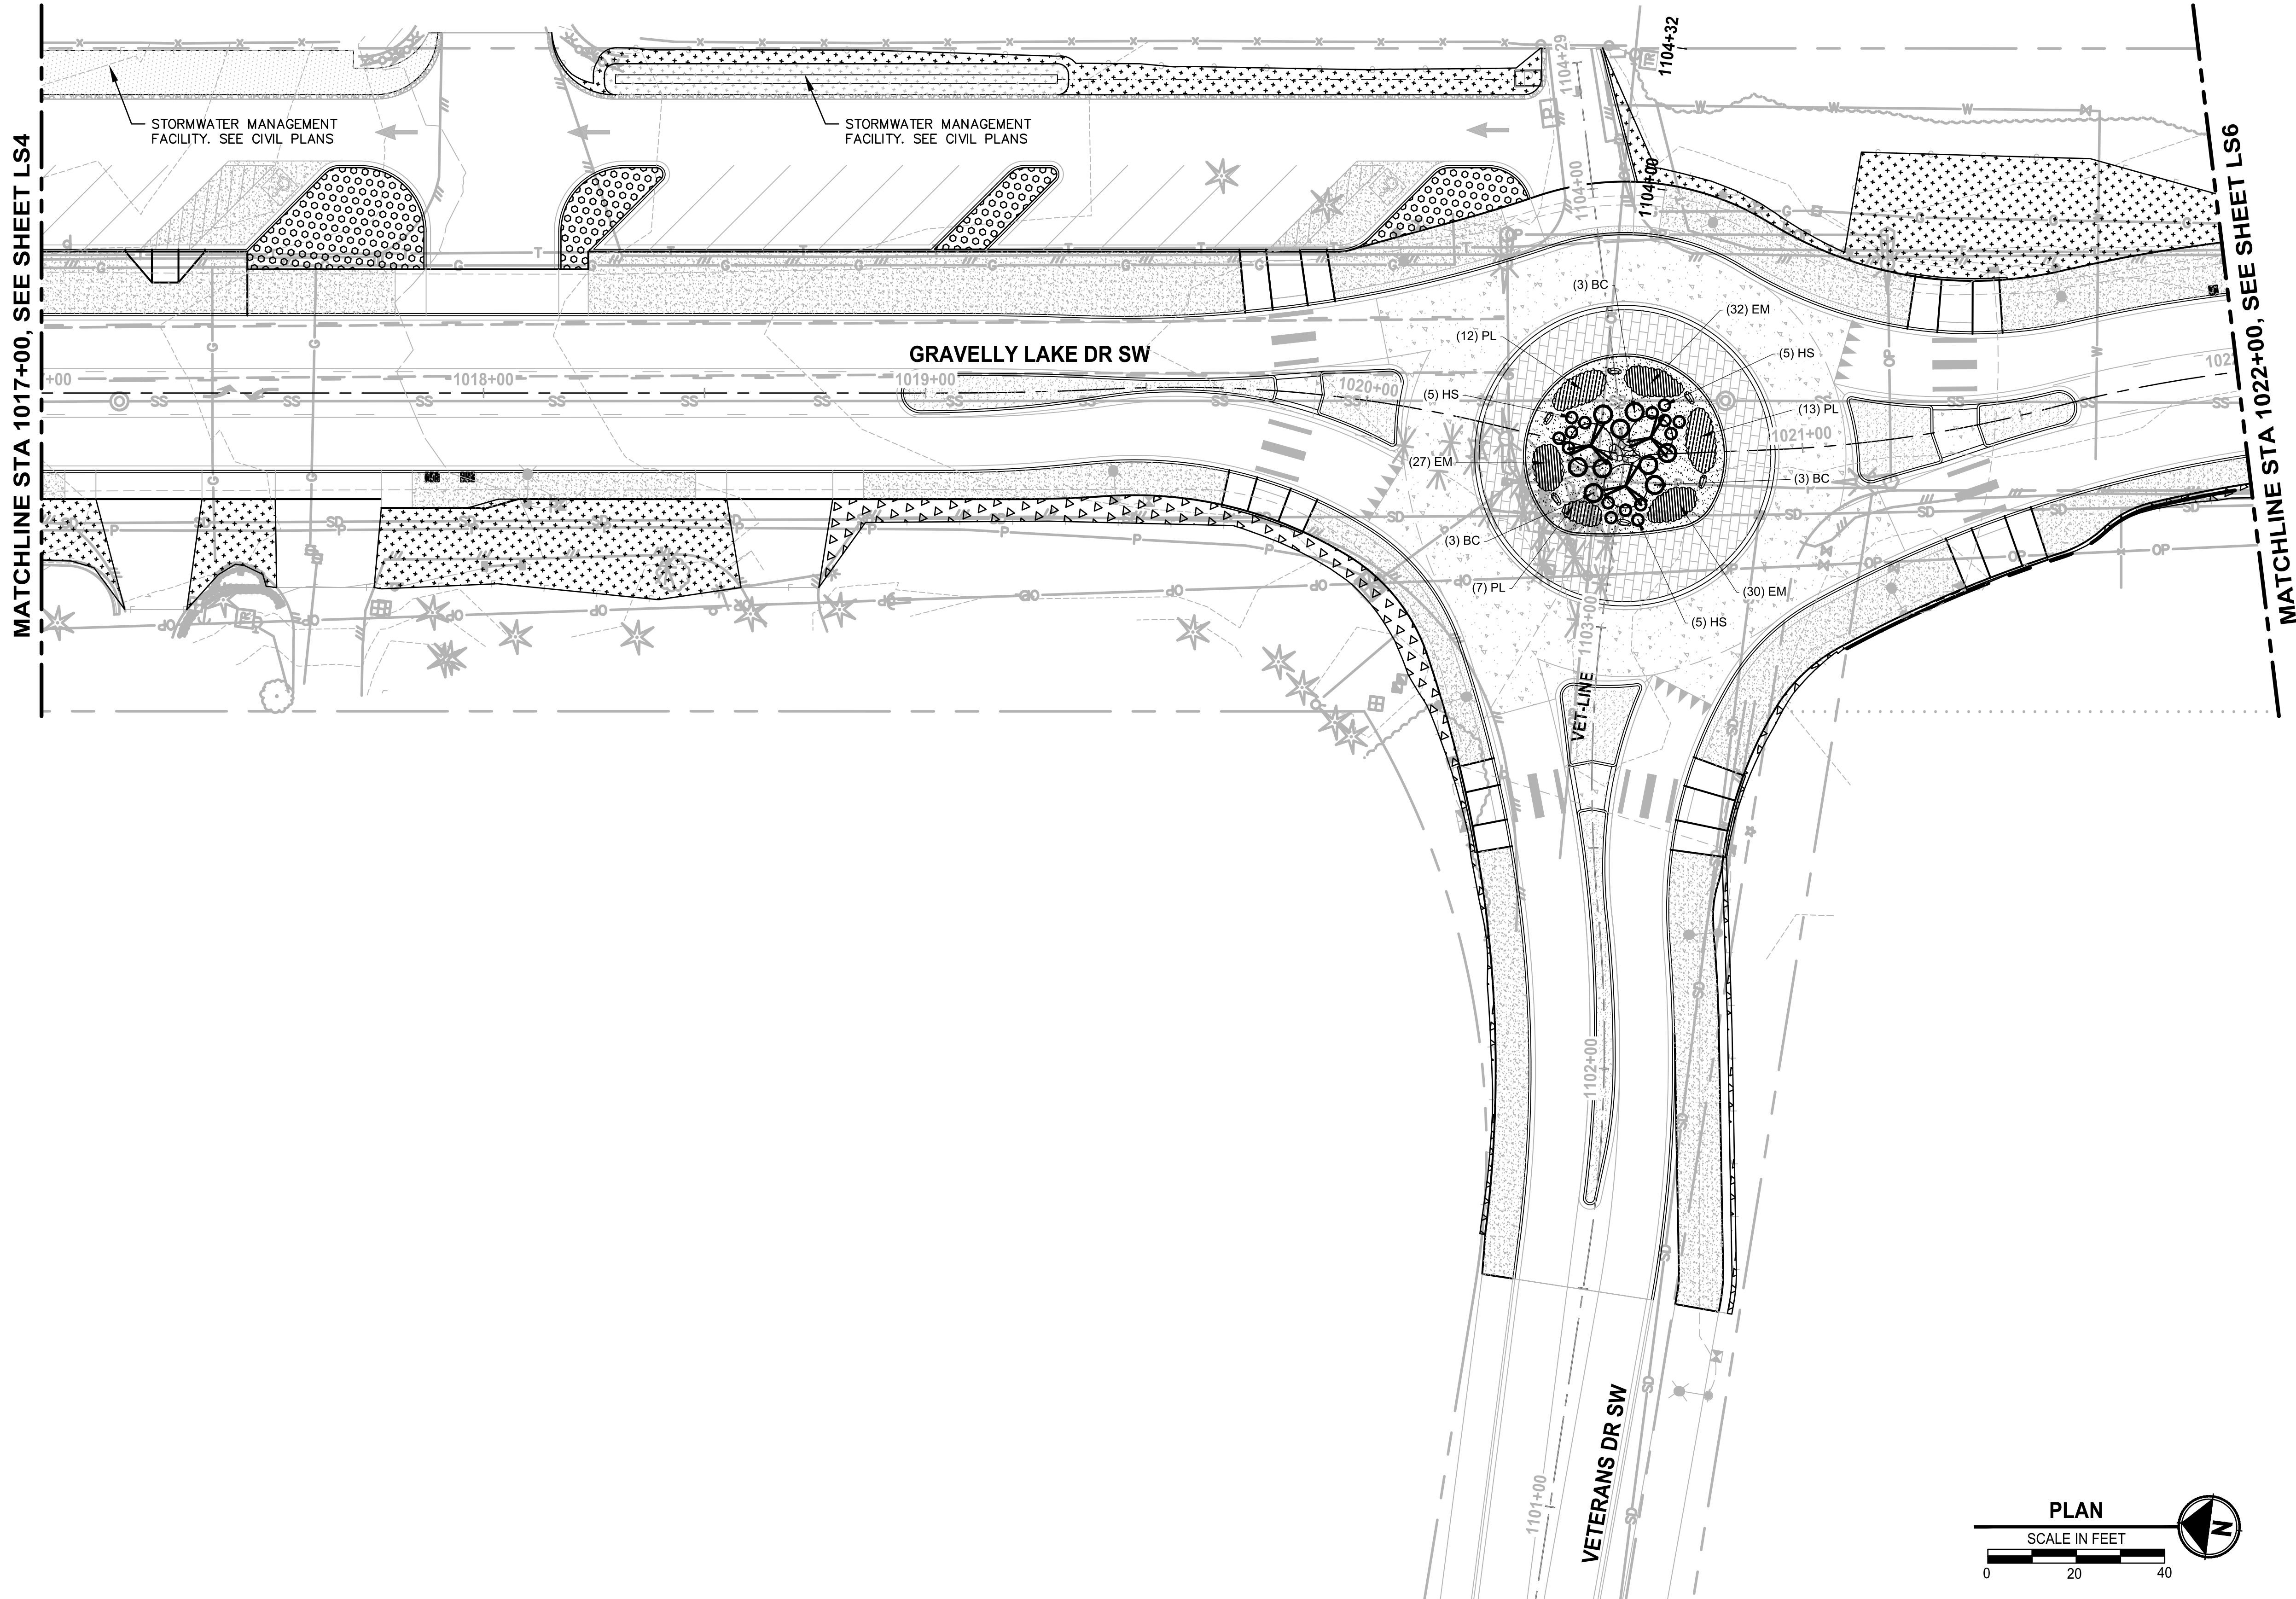 1104+32
1104+29
STORMWATER MANAGEMENT
FACILITY. SEE CIVIL PLANS
STORMWATER MANAGEMENT
FACILITY. SEE CIVIL PLANS
MATCHLINE STA 1017+00, SEE SHEET LS4
MATCHLINE STA 1022+00, SEE SHEET LS6
1104+00
1104+00
(3) BC
(32) EM
(12) PL
(5) HS
GRAVELLY LAKE DR SW
+00
1018+00
1019+00
1020+00
1021+00
102
(5) HS
(13) PL
(27) EM
(3) BC
(3) BC
(7) PL
(30) EM
(5) HS
1103+00
VET-LINE
1102+00
1101+00
VETERANS DR SW
PLAN
SCALE IN FEET
0 20 40
N